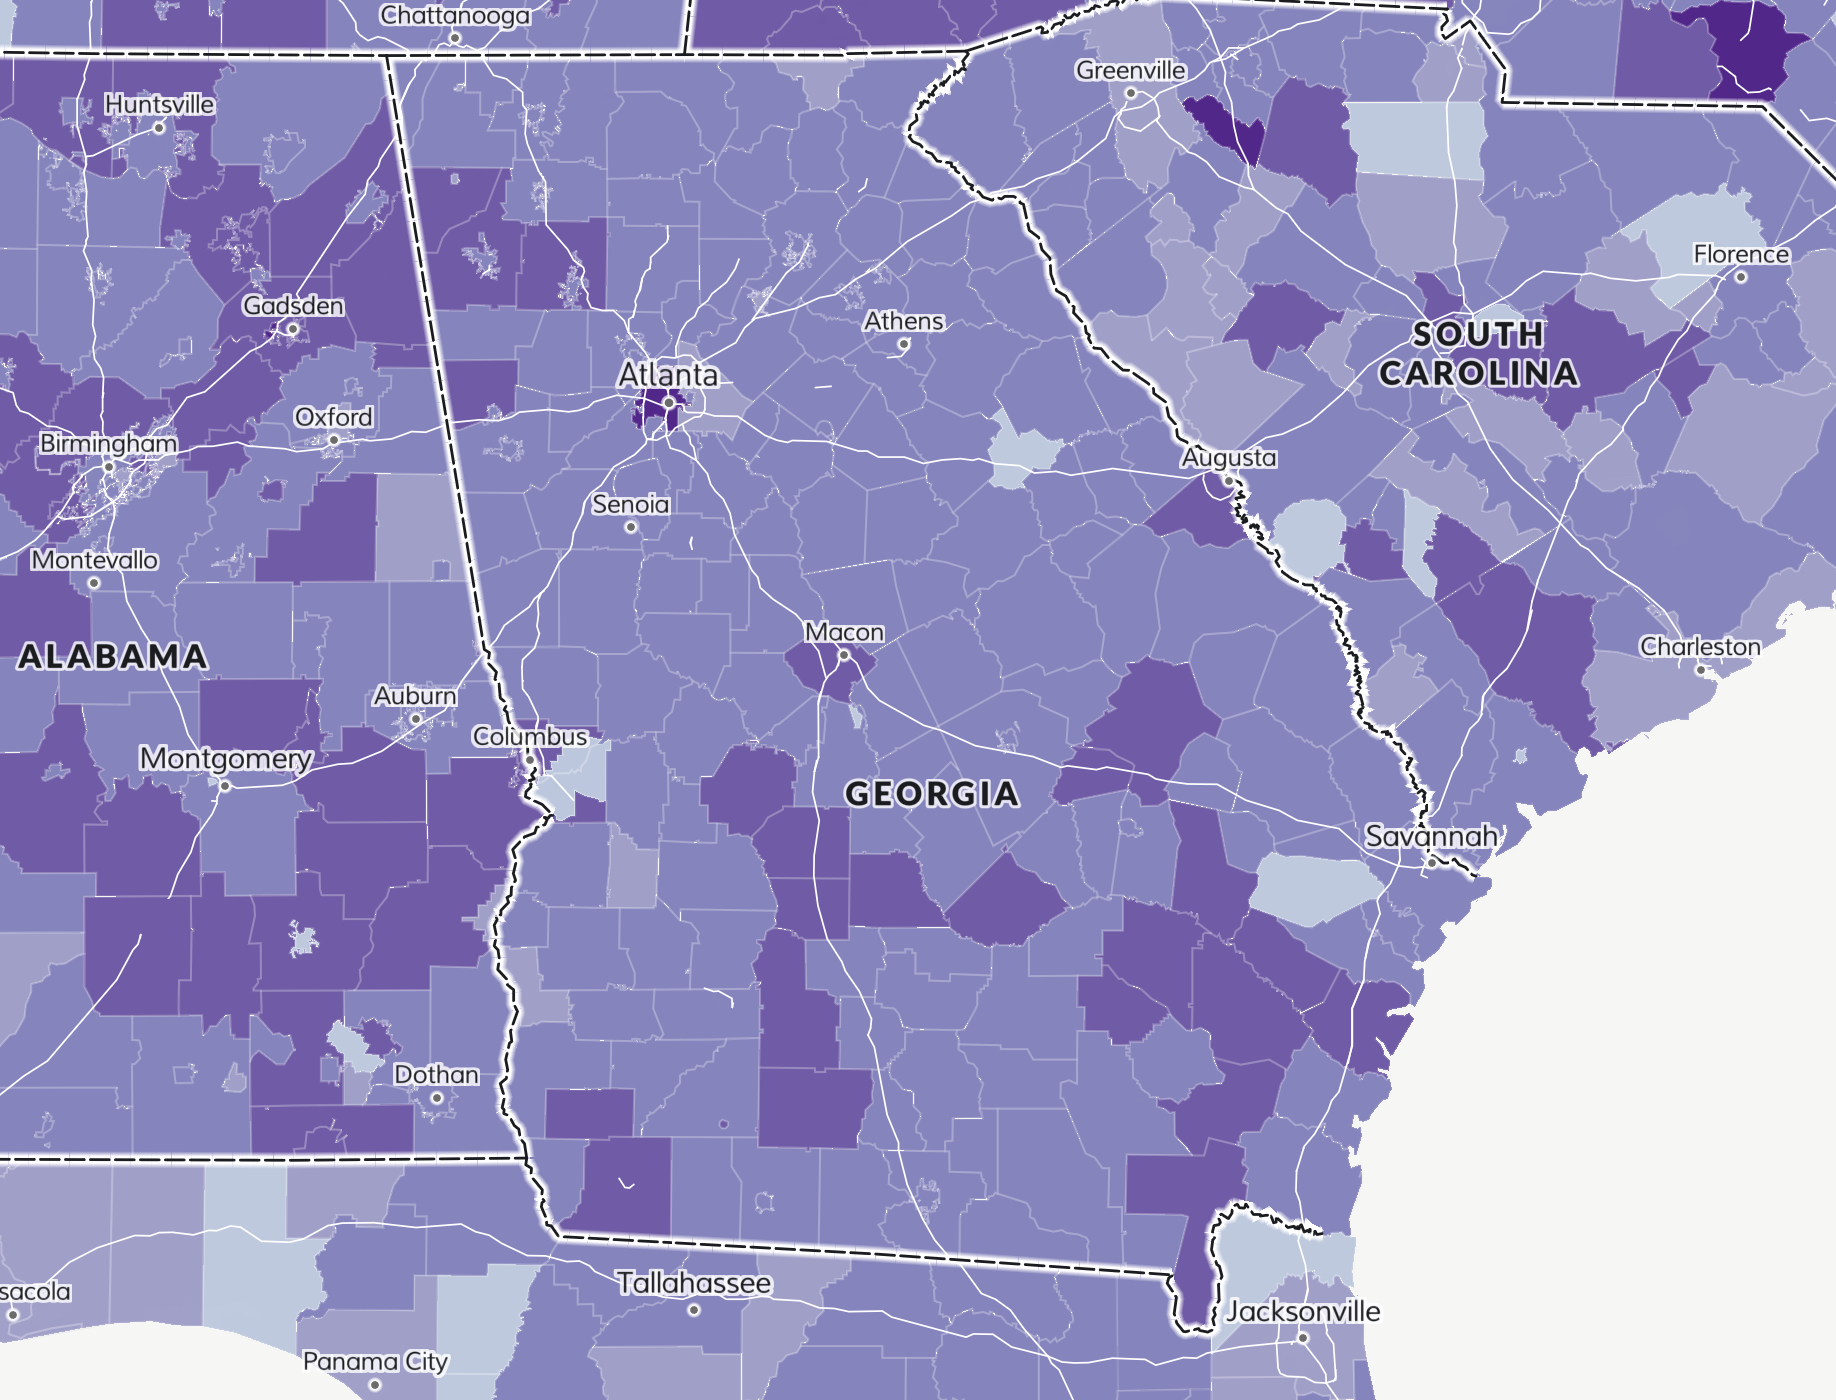 Chattanooga
Greenville
Huntsville
Florence
Gadsden
Athens
SOUTH
CAROLINA
Atlanta
Oxford
Birmingham
Augusta
Senoia
Montevallo
Macon
ALABAMA
Charleston
Auburn
Columbus
Montgomery
GEORGIA
Savannah
Dothan
Tallahassee
sacola
Jacksonville
Panama City